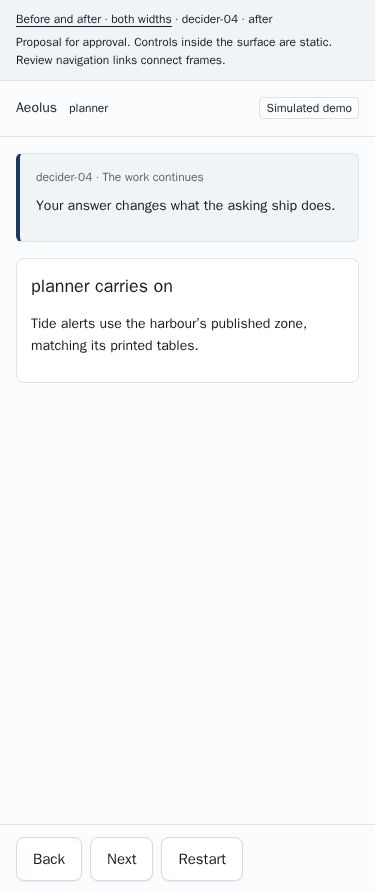 Before and after · both widths · decider-04 · after
Proposal for approval. Controls inside the surface are static.
Review navigation links connect frames.
Aeolus planner Simulated demo
decider-04 · The work continues
Your answer changes what the asking ship does.
planner carries on
Tide alerts use the harbour's published zone,
matching its printed tables.
Back Next Restart